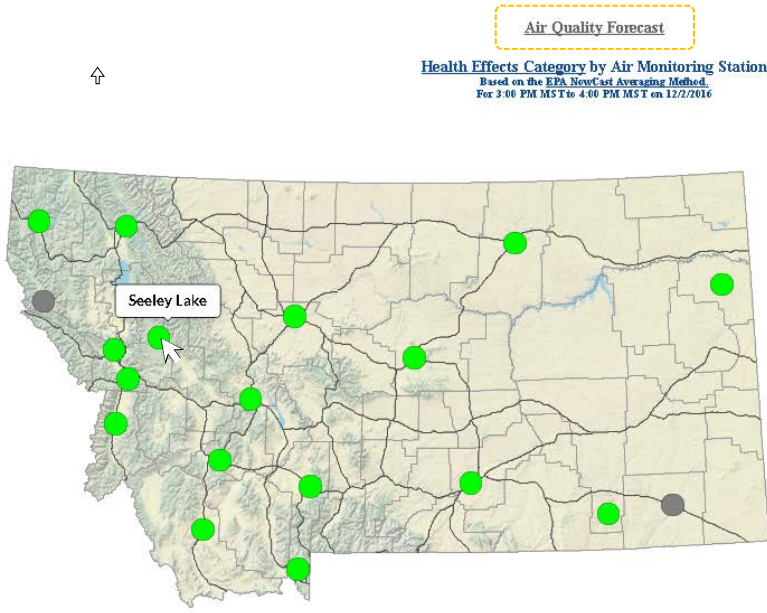 Air Quality Forecast
Health Effects Category by Air Monitoring Station
Based on the EPA NowCast Averaging Method.
For 3:00 PM MST to 4:00 PM MST on 12/2/2016
Seeley Lake